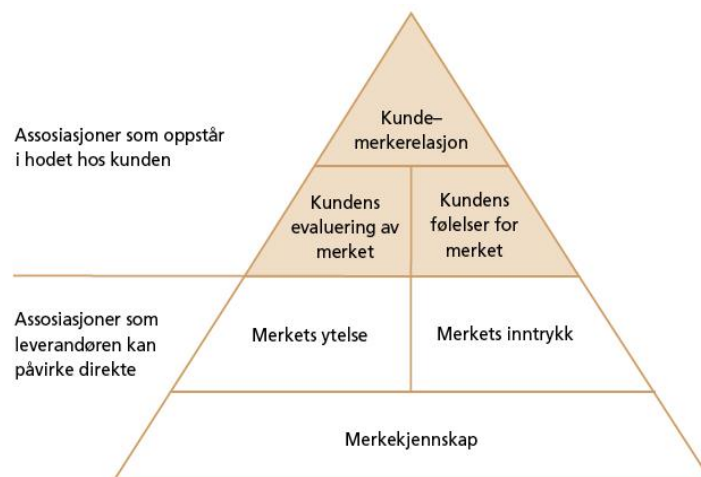 Kunde–
merkerelasjon
Assosiasjoner som oppstår
i hodet hos kunden
Kundens
evaluering av
merket
Kundens
følelser for
merket
Assosiasjoner som
leverandøren kan
påvirke direkte
Merkets ytelse
Merkets inntrykk
Merkekjennskap